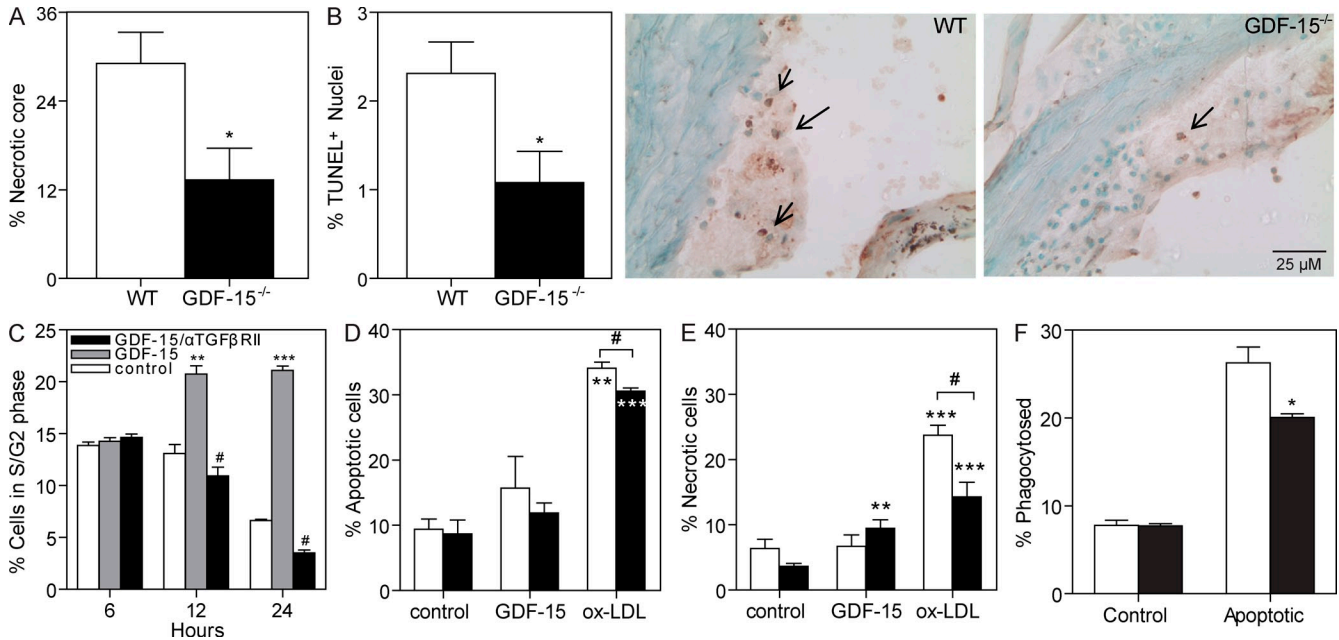 A
36
24
12
0
% Necrotic core
*
WT
GDF-15-/-
B
3
2
1
0
% TUNEL+ Nuclei
*
WT
GDF-15-/-
WT
GDF-15-/-
25 µM
C
25
20
15
10
5
0
% Cells in S/G2 phase
GDF-15/αTGFβRII
GDF-15
control
**
***
#
#
6 12 24
Hours
D
40
30
20
10
0
% Apoptotic cells
#
**
***
control GDF-15 ox-LDL
E
40
30
20
10
0
% Necrotic cells
#
***
***
**
control GDF-15 ox-LDL
F
30
20
10
0
% Phagocytosed
*
Control Apoptotic